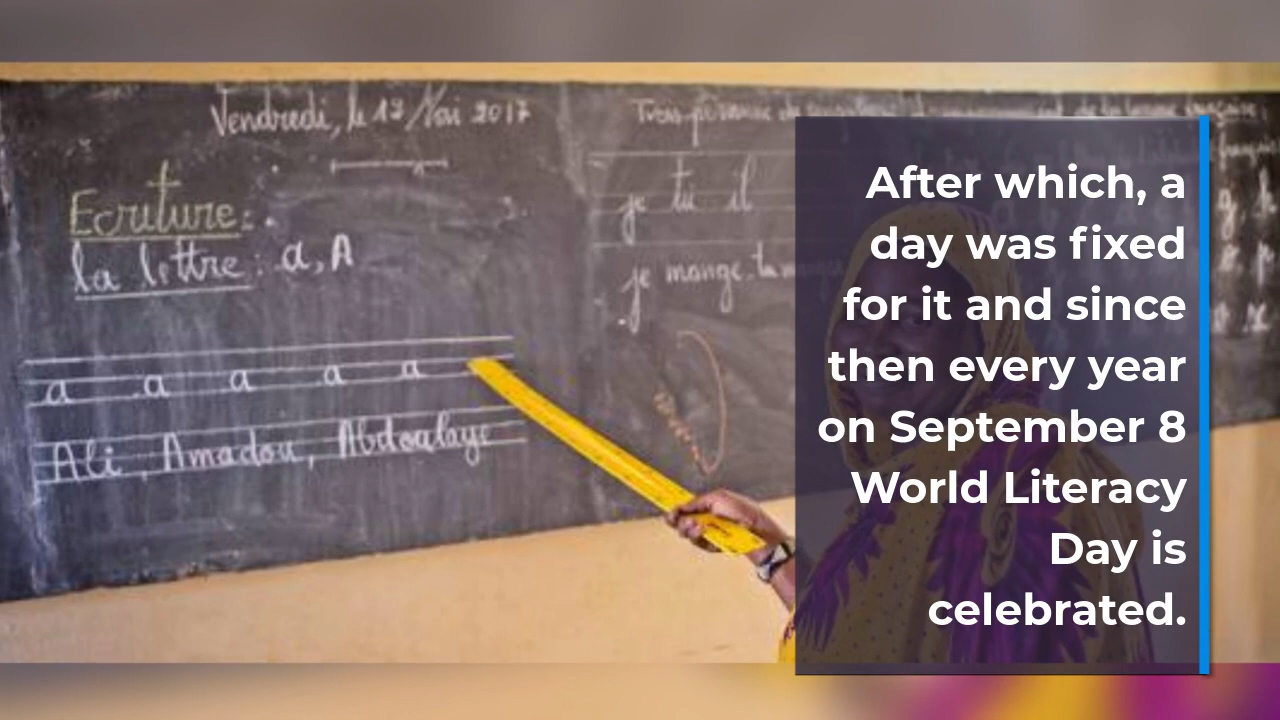 Vendredi, le 12 Mai 2017
Ecriture:
la lettre: a, A
a a a a a
Ali, Amadou, Abdoulaye
je tu il
je mange. tu
After which, a
day was fixed
for it and since
then every year
on September 8
World Literacy
Day is
celebrated.